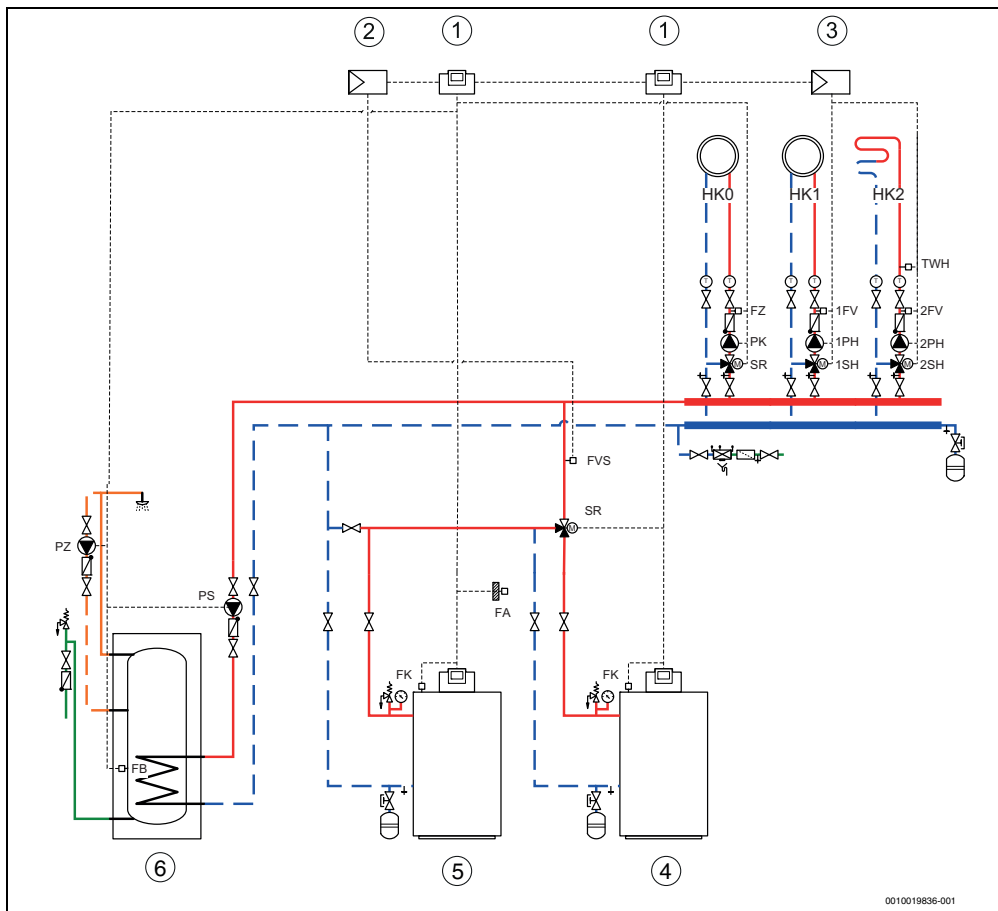 2 1 1 3
HK0 HK1 HK2
TWH
T T T T T T
FZ 1FV 2FV
PK 1PH 2PH
M SR M 1SH M 2SH
FVS
SR
M
PZ
PS
FA
FK FK
FB
6 5 4
0010019836-001